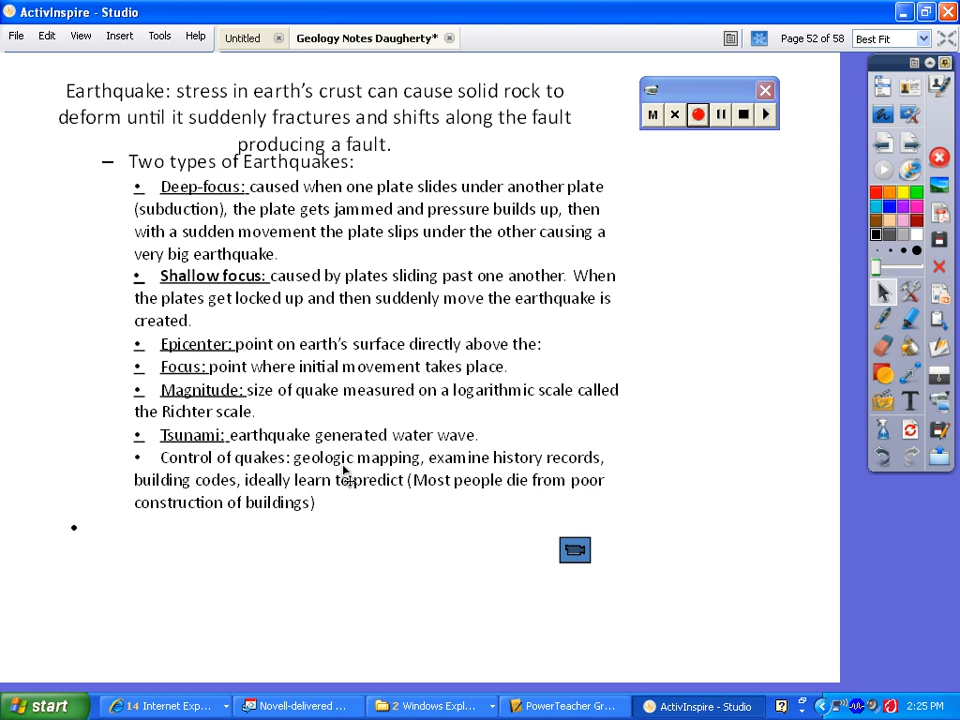 ActivInspire - Studio
File Edit View Insert Tools Help
Untitled
Geology Notes Daugherty*
Page 52 of 58
Best Fit
Earthquake: stress in earth's crust can cause solid rock to
deform until it suddenly fractures and shifts along the fault
producing a fault.
– Two types of Earthquakes:
• Deep-focus: caused when one plate slides under another plate
(subduction), the plate gets jammed and pressure builds up, then
with a sudden movement the plate slips under the other causing a
very big earthquake.
• Shallow focus: caused by plates sliding past one another. When
the plates get locked up and then suddenly move the earthquake is
created.
• Epicenter: point on earth's surface directly above the:
• Focus: point where initial movement takes place.
• Magnitude: size of quake measured on a logarithmic scale called
the Richter scale.
• Tsunami: earthquake generated water wave.
• Control of quakes: geologic mapping, examine history records,
building codes, ideally learn to predict (Most people die from poor
construction of buildings)
•
M
T
start
14 Internet Exp...
Novell-delivered ...
2 Windows Expl...
PowerTeacher Gr...
ActivInspire - Studio
2:25 PM